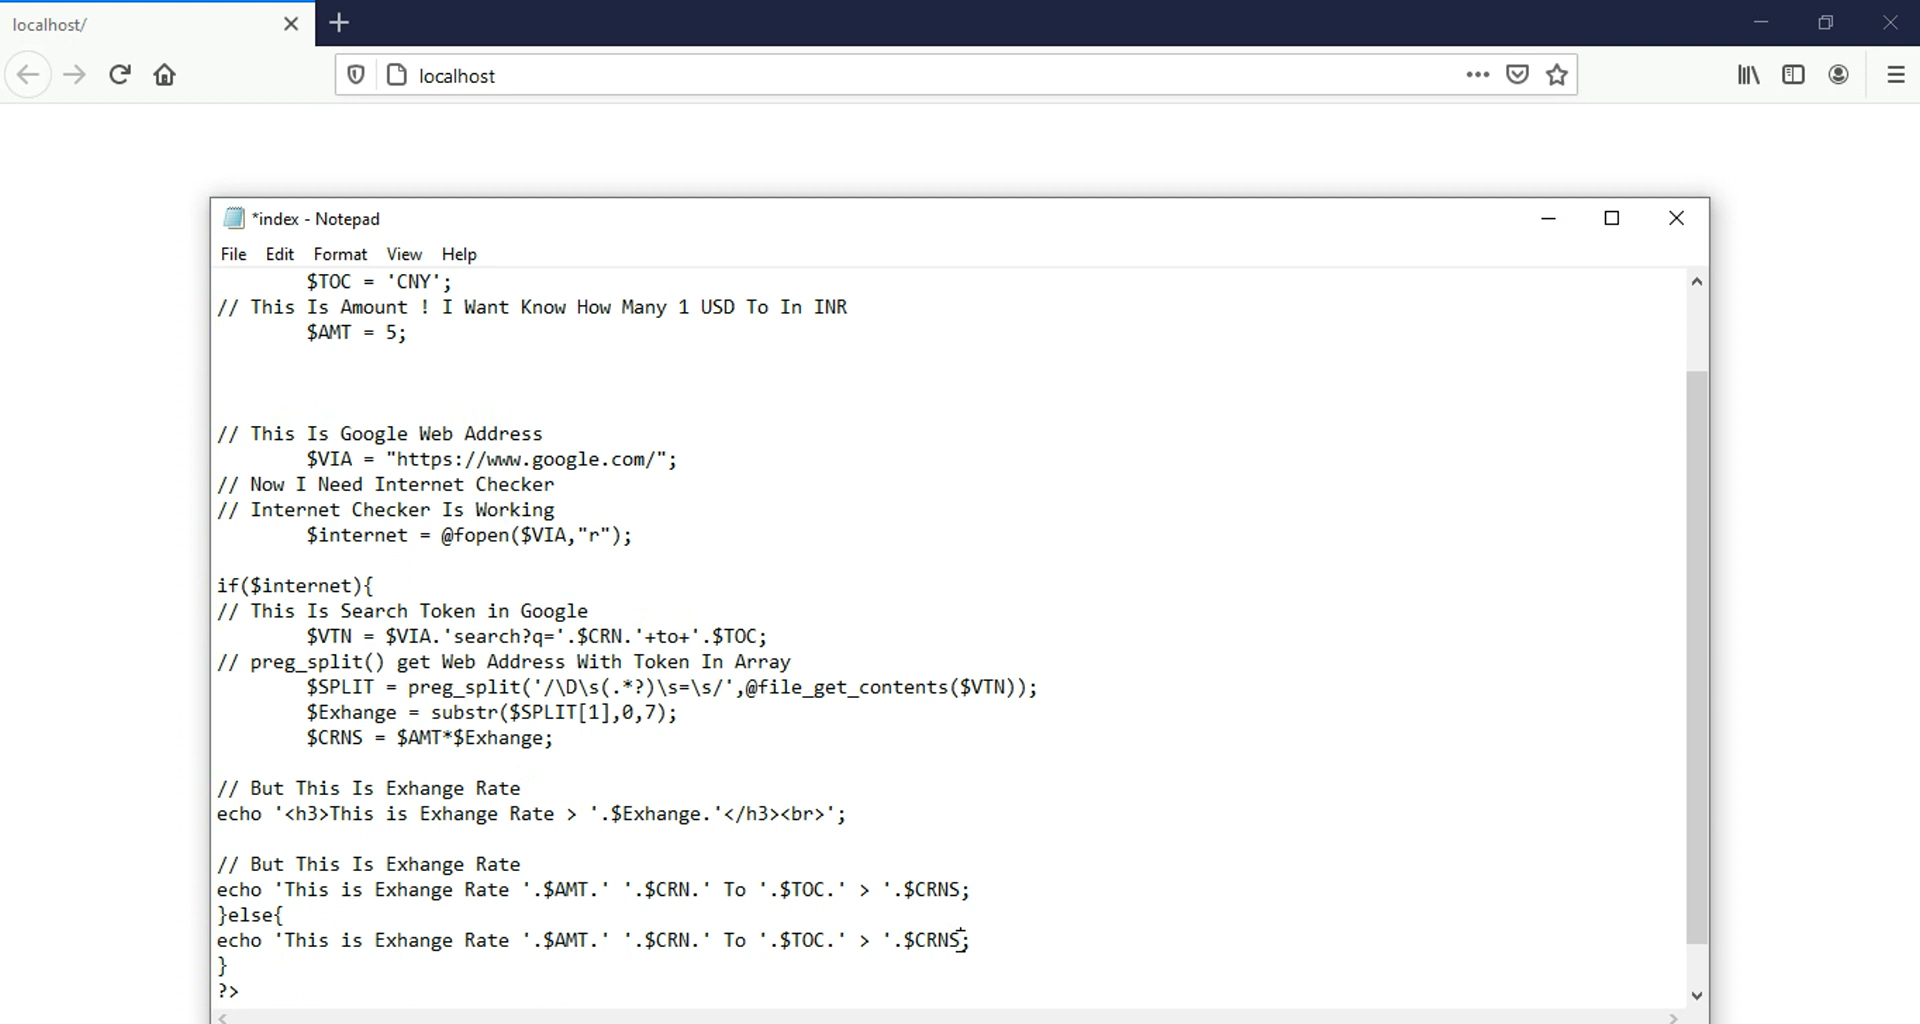 localhost/
localhost
*index - Notepad
File Edit Format View Help
$TOC = 'CNY';
// This Is Amount ! I Want Know How Many 1 USD To In INR
$AMT = 5;
// This Is Google Web Address
$VIA = "https://www.google.com/";
// Now I Need Internet Checker
// Internet Checker Is Working
$internet = @fopen($VIA,"r");
if($internet){
// This Is Search Token in Google
$VTN = $VIA.'search?q='.$CRN.'+to+'.$TOC;
// preg_split() get Web Address With Token In Array
$SPLIT = preg_split('/\D\s(.*?)\s=\s/',@file_get_contents($VTN));
$Exhange = substr($SPLIT[1],0,7);
$CRNS = $AMT*$Exhange;
// But This Is Exhange Rate
echo '<h3>This is Exhange Rate > '.$Exhange.'</h3><br>';
// But This Is Exhange Rate
echo 'This is Exhange Rate '.$AMT.' '.$CRN.' To '.$TOC.' > '.$CRNS;
}else{
echo 'This is Exhange Rate '.$AMT.' '.$CRN.' To '.$TOC.' > '.$CRNS;
}
?>